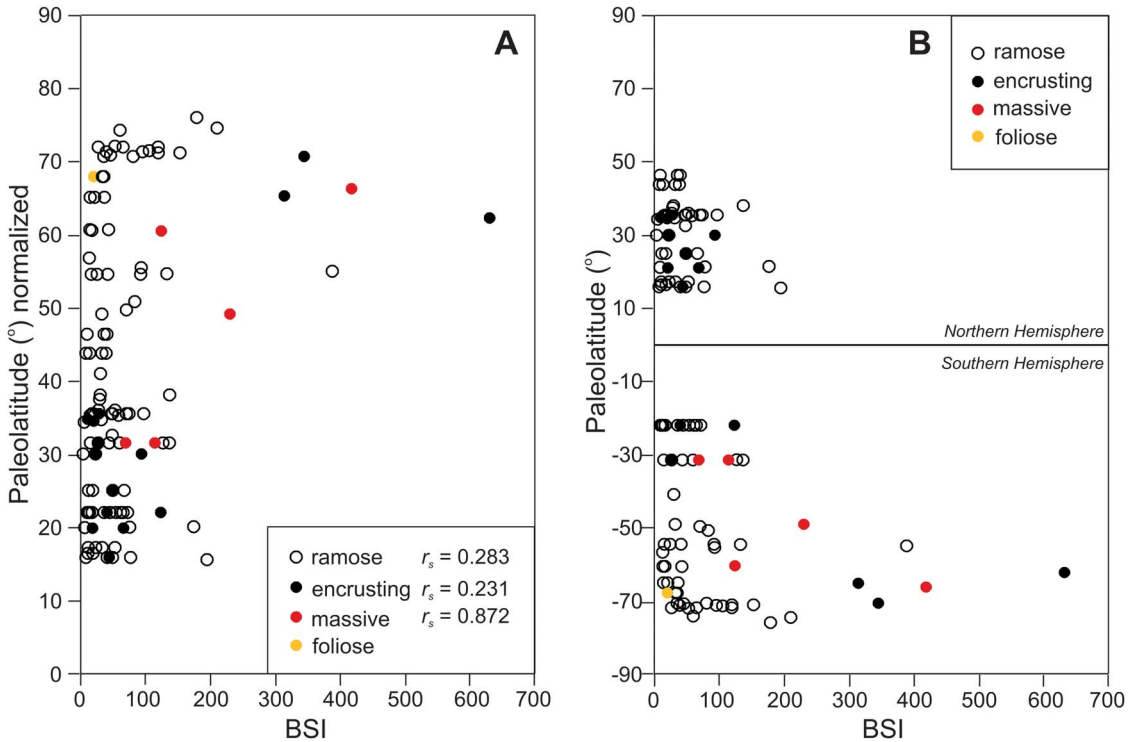 A
Paleolatitude (°) normalized
90
80
70
60
50
40
30
20
10
0
0 100 200 300 400 500 600 700
BSI
ramose rs = 0.283
encrusting rs = 0.231
massive rs = 0.872
foliose
B
Paleolatitude (°)
90
70
50
30
10
-10
-30
-50
-70
-90
0 100 200 300 400 500 600 700
BSI
ramose
encrusting
massive
foliose
Northern Hemisphere
Southern Hemisphere